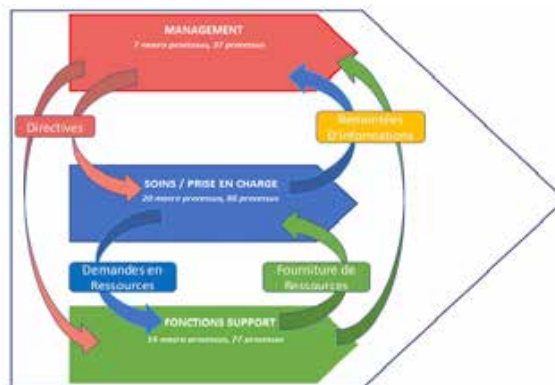 MANAGEMENT
7 macro processus, 37 processus
Directives
Remontées
D'informations
SOINS / PRISE EN CHARGE
20 macro processus, 86 processus
Demandes en
Ressources
Fourniture de
Ressources
FONCTIONS SUPPORT
macro processus, 77 processus